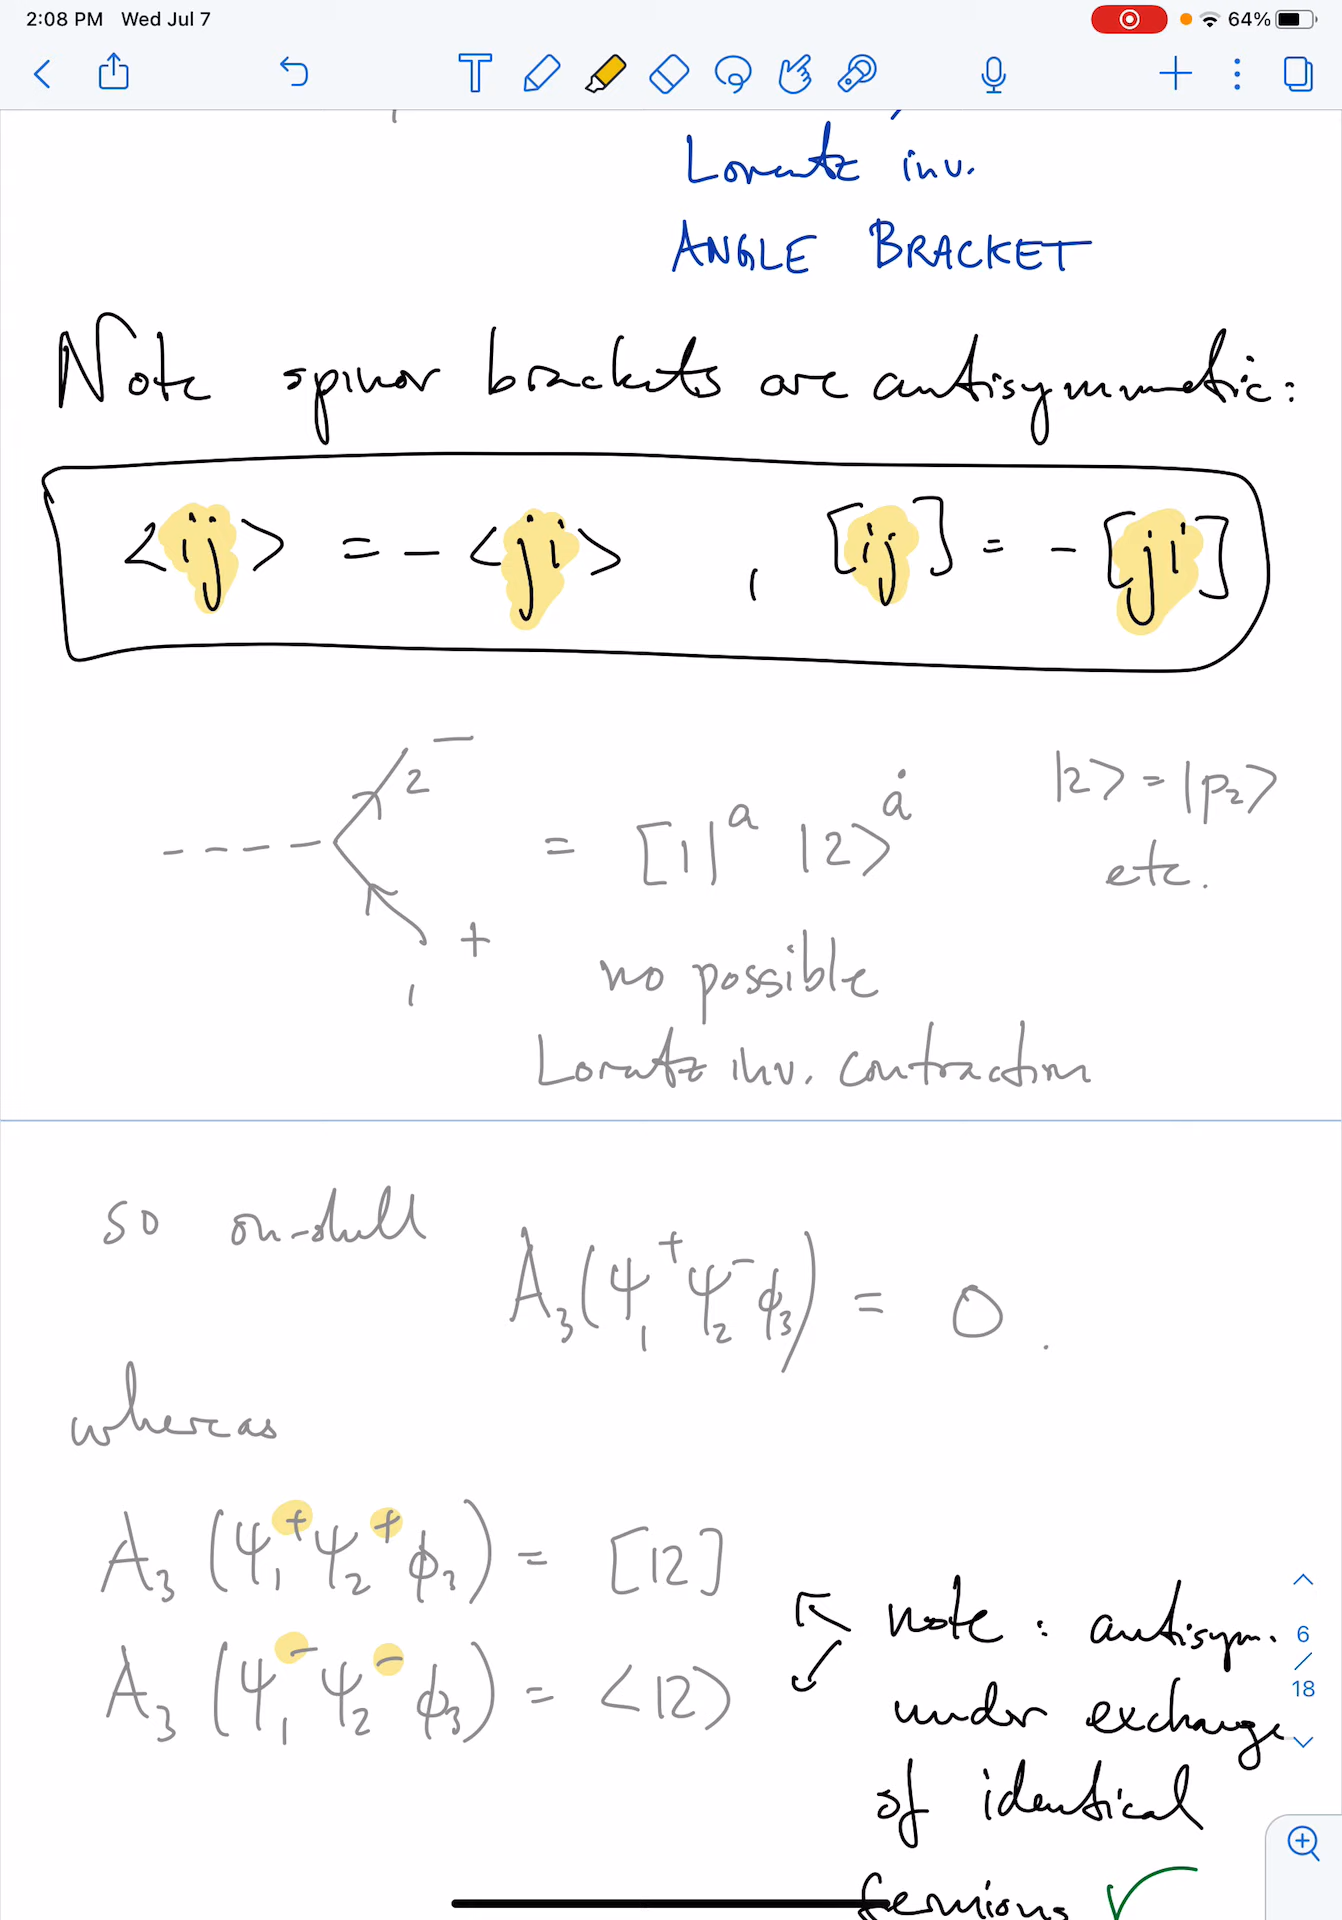 2:08 PM Wed Jul 7
64%
T
Lorentz inv.
ANGLE BRACKET
Note spinor brackets are antisymmetric:
<ij> = - <ji> , [ij] = - [ji]
2 −
= [1|ᵃ |2⟩ᵃ̇
|2⟩ = |p₂⟩
etc.
+
1
no possible
Lorentz inv. contraction
so on-shell
A₃(ψ₁⁺ψ₂⁻ϕ₃) = 0.
whereas
A₃(ψ₁⁺ψ₂⁺ϕ₃) = [12]
A₃(ψ₁⁻ψ₂⁻ϕ₃) = <12>
note: antisym.
under exchange
of identical
fermions ✓
6
/
18